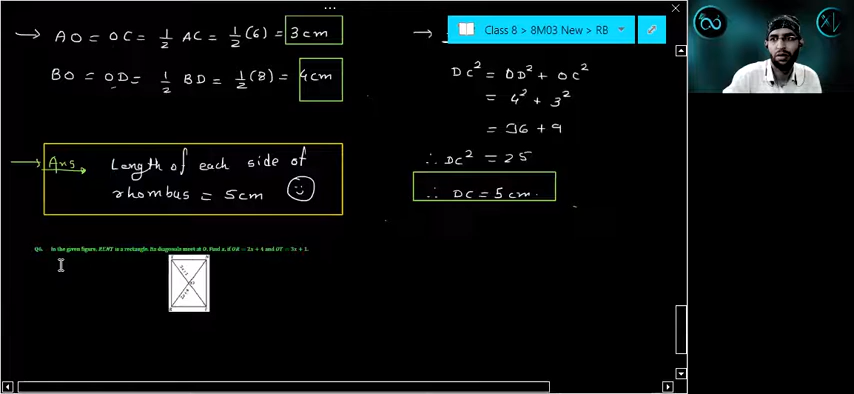 → AO = OC = 1/2 AC = 1/2 (6) = 3 cm
BO = OD = 1/2 BD = 1/2 (8) = 4 cm
→ Ans Length of each side of
rhombus = 5 cm
Class 8 > 8M03 New > RB
DC² = OD² + OC²
= 4² + 3²
= 36 + 9
∴ DC² = 25
∴ DC = 5 cm.
Q6. In the given figure, RENT is a rectangle. Its diagonals meet at O. Find x, if OR = 2x + 4 and OT = 3x + 1.